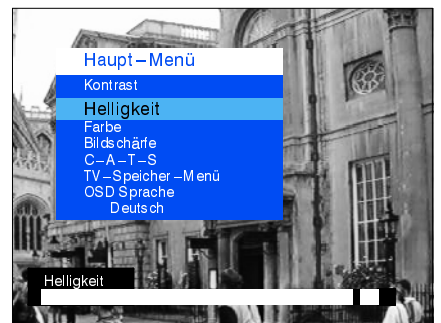 Haupt–Menü
Kontrast
Helligkeit
Farbe
Bildschärfe
C–A–T–S
TV–Speicher–Menü
OSD Sprache
Deutsch
Helligkeit